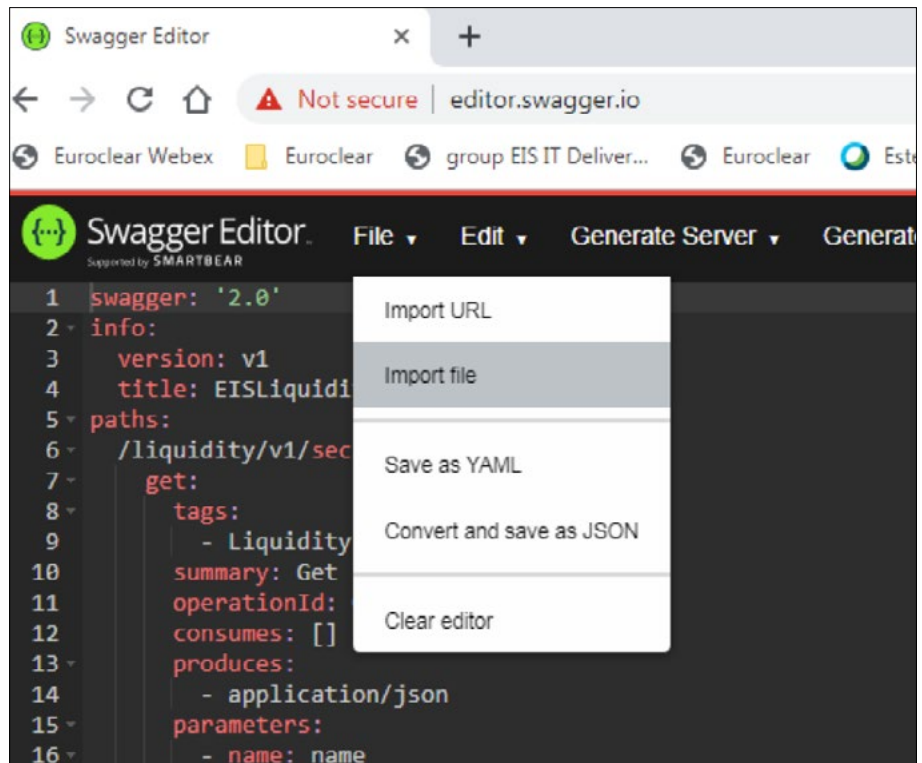 Swagger Editor × +
Not secure | editor.swagger.io
Euroclear Webex Euroclear group EIS IT Deliver... Euroclear Este
{···} Swagger Editor. File ▾ Edit ▾ Generate Server ▾ Generat
Supported by SMARTBEAR
Import URL
Import file
Save as YAML
Convert and save as JSON
Clear editor
1 swagger: '2.0'
2 info:
3 version: v1
4 title: EISLiquidi
5 paths:
6 /liquidity/v1/sec
7 get:
8 tags:
9 - Liquidity
10 summary: Get
11 operationId:
12 consumes: []
13 produces:
14 - application/json
15 parameters:
16 - name: name